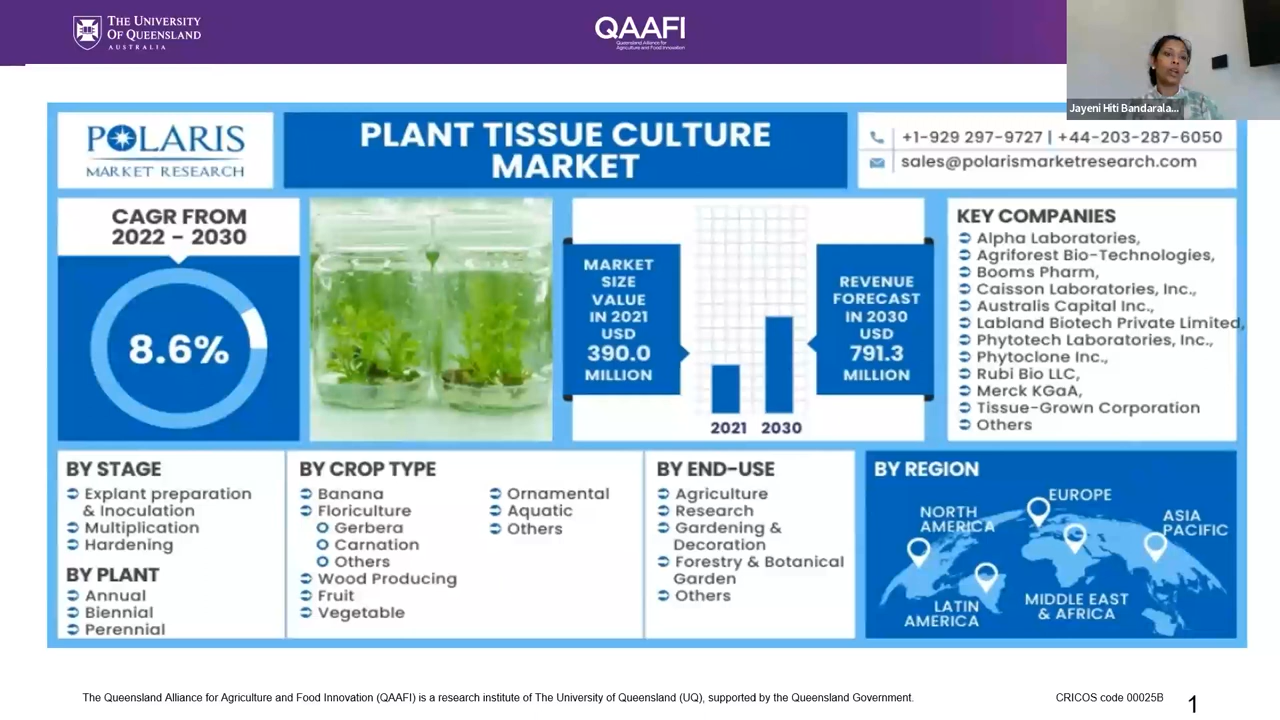 THE UNIVERSITY
OF QUEENSLAND
AUSTRALIA
QAAFI
Queensland Alliance for
Agriculture and Food Innovation
Jayeni Hiti Bandarala...
POLARIS
MARKET RESEARCH
PLANT TISSUE CULTURE
MARKET
+1-929 297-9727 | +44-203-287-6050
sales@polarismarketresearch.com
CAGR FROM
2022 – 2030
8.6%
MARKET
SIZE
VALUE
IN 2021
USD
390.0
MILLION
2021 2030
REVENUE
FORECAST
IN 2030
USD
791.3
MILLION
KEY COMPANIES
Alpha Laboratories,
Agriforest Bio-Technologies,
Booms Pharm,
Caisson Laboratories, Inc.,
Australis Capital Inc.,
Labland Biotech Private Limited,
Phytotech Laboratories, Inc.,
Phytoclone Inc.,
Rubi Bio LLC,
Merck KGaA,
Tissue-Grown Corporation
Others
BY STAGE
Explant preparation
& Inoculation
Multiplication
Hardening
BY PLANT
Annual
Biennial
Perennial
BY CROP TYPE
Banana
Floriculture
Gerbera
Carnation
Others
Wood Producing
Fruit
Vegetable
Ornamental
Aquatic
Others
BY END-USE
Agriculture
Research
Gardening &
Decoration
Forestry & Botanical
Garden
Others
BY REGION
NORTH
AMERICA
EUROPE
ASIA
PACIFIC
LATIN
AMERICA
MIDDLE EAST
& AFRICA
The Queensland Alliance for Agriculture and Food Innovation (QAAFI) is a research institute of The University of Queensland (UQ), supported by the Queensland Government.
CRICOS code 00025B
1